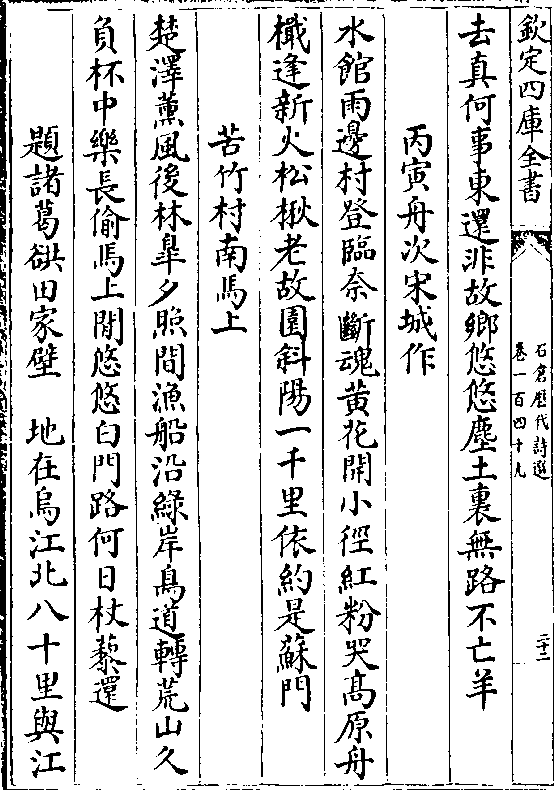 欽定四庫全書
石倉歷代詩選
卷一百四十九
二十二
去真何事東還非故鄉悠悠塵土裏無路不亡羊
丙寅舟次宋城作
水館雨邊村登臨奈斷魂黄花開小徑紅粉哭髙原舟
檝逢新火松楸老故園斜陽一千里依約是蘇門
苦竹村南馬上
楚澤薰風後林臯夕照間漁船沿綠岸鳥道轉荒山久
負杯中樂長偷馬上閒悠悠白門路何日杖藜還
題諸葛谼田家壁　地在烏江北八十里與江